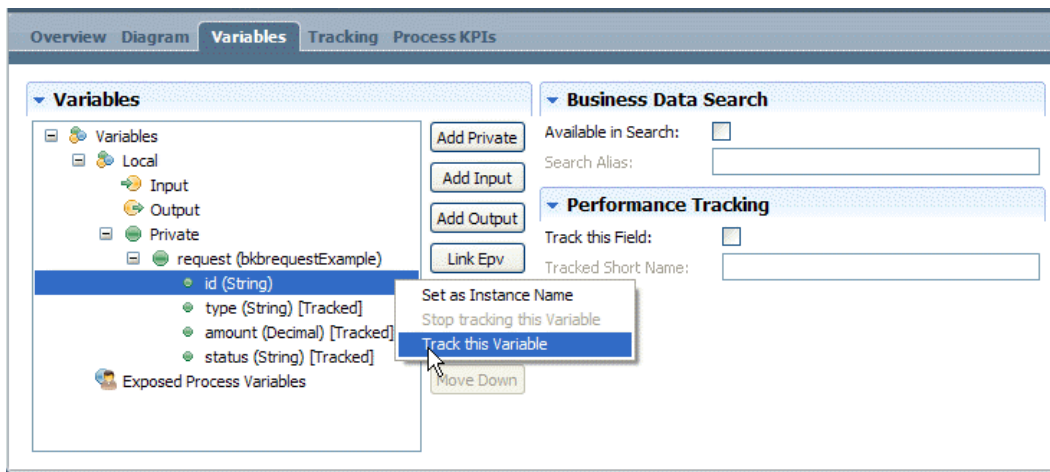 Overview Diagram Variables Tracking Process KPIs
Variables
Variables
Local
Input
Output
Private
request (bkbrequestExample)
id (String)
type (String) [Tracked]
amount (Decimal) [Tracked]
status (String) [Tracked]
Exposed Process Variables
Add Private
Add Input
Add Output
Link Epv
Set as Instance Name
Stop tracking this Variable
Track this Variable
Move Down
Business Data Search
Available in Search:
Search Alias:
Performance Tracking
Track this Field:
Tracked Short Name: